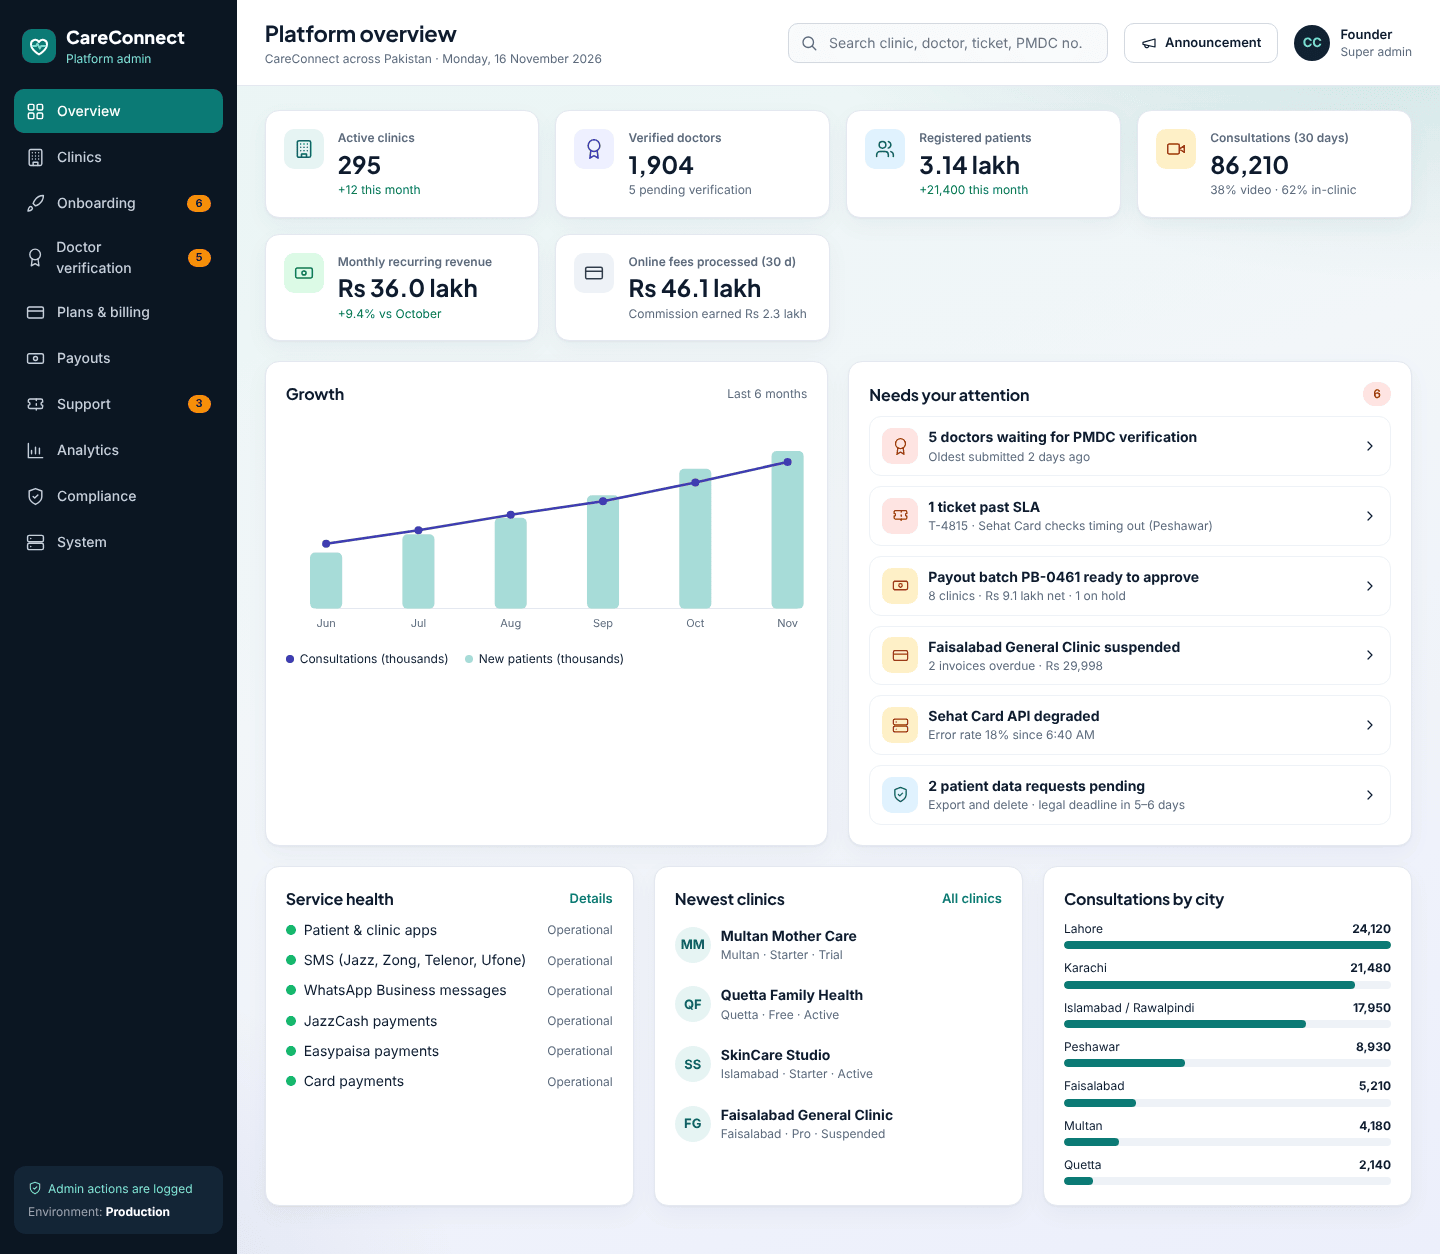 CareConnect
Platform admin
Overview
Clinics
Onboarding 6
Doctor
verification 5
Plans & billing
Payouts
Support 3
Analytics
Compliance
System
Admin actions are logged
Environment: Production
Platform overview
CareConnect across Pakistan · Monday, 16 November 2026
Search clinic, doctor, ticket, PMDC no.
Announcement
CC
Founder
Super admin
Active clinics
295
+12 this month
Verified doctors
1,904
5 pending verification
Registered patients
3.14 lakh
+21,400 this month
Consultations (30 days)
86,210
38% video · 62% in-clinic
Monthly recurring revenue
Rs 36.0 lakh
+9.4% vs October
Online fees processed (30 d)
Rs 46.1 lakh
Commission earned Rs 2.3 lakh
Growth
Last 6 months
Jun Jul Aug Sep Oct Nov
Consultations (thousands) New patients (thousands)
Needs your attention 6
5 doctors waiting for PMDC verification
Oldest submitted 2 days ago
1 ticket past SLA
T-4815 · Sehat Card checks timing out (Peshawar)
Payout batch PB-0461 ready to approve
8 clinics · Rs 9.1 lakh net · 1 on hold
Faisalabad General Clinic suspended
2 invoices overdue · Rs 29,998
Sehat Card API degraded
Error rate 18% since 6:40 AM
2 patient data requests pending
Export and delete · legal deadline in 5–6 days
Service health Details
Patient & clinic apps Operational
SMS (Jazz, Zong, Telenor, Ufone) Operational
WhatsApp Business messages Operational
JazzCash payments Operational
Easypaisa payments Operational
Card payments Operational
Newest clinics All clinics
MM
Multan Mother Care
Multan · Starter · Trial
QF
Quetta Family Health
Quetta · Free · Active
SS
SkinCare Studio
Islamabad · Starter · Active
FG
Faisalabad General Clinic
Faisalabad · Pro · Suspended
Consultations by city
Lahore 24,120
Karachi 21,480
Islamabad / Rawalpindi 17,950
Peshawar 8,930
Faisalabad 5,210
Multan 4,180
Quetta 2,140